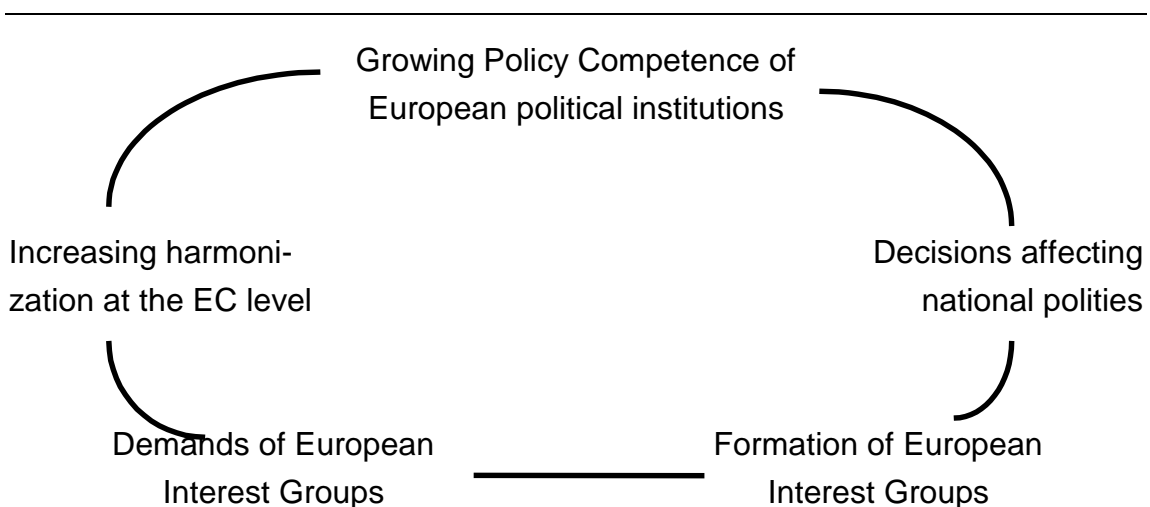 Growing Policy Competence of
European political institutions
Increasing harmoni-
zation at the EC level
Decisions affecting
national polities
Demands of European
Interest Groups
Formation of European
Interest Groups